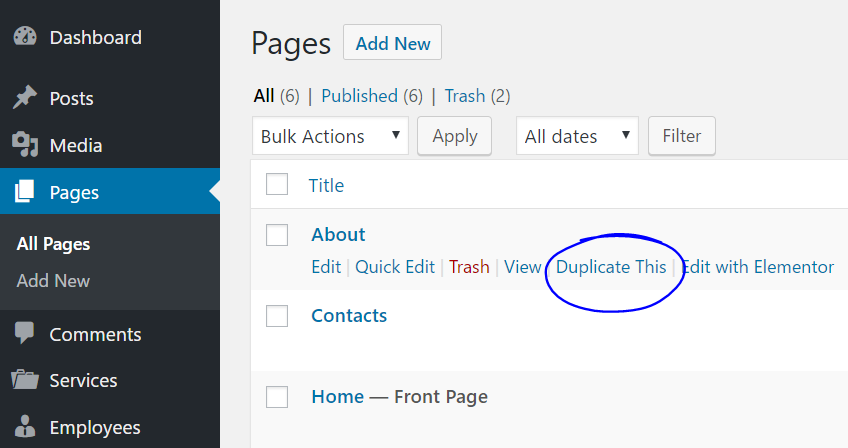 Dashboard
Posts
Media
Pages
All Pages
Add New
Comments
Services
Employees
Pages Add New
All (6) | Published (6) | Trash (2)
Bulk Actions Apply All dates Filter
Title
About
Edit | Quick Edit | Trash | View | Duplicate This | Edit with Elementor
Contacts
Home — Front Page